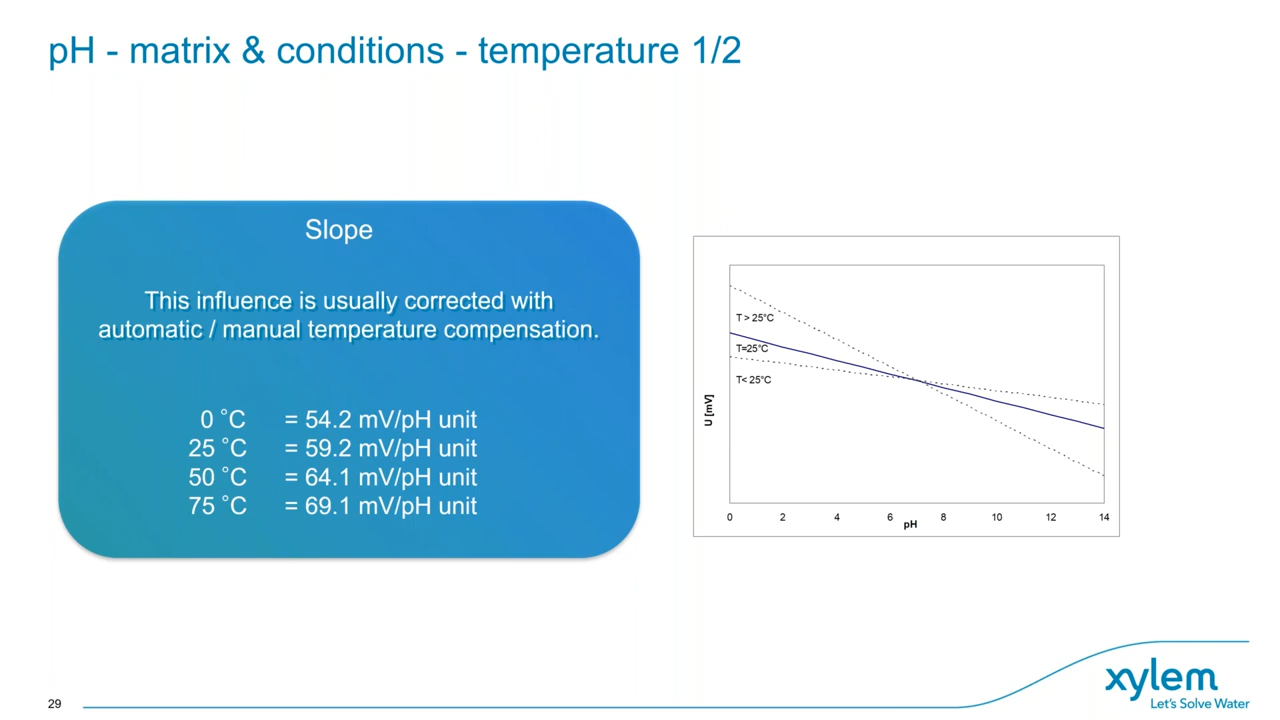 pH - matrix & conditions - temperature 1/2
Slope
This influence is usually corrected with
automatic / manual temperature compensation.
0 ˚C = 54.2 mV/pH unit
25 ˚C = 59.2 mV/pH unit
50 ˚C = 64.1 mV/pH unit
75 ˚C = 69.1 mV/pH unit
T > 25°C
T=25°C
T< 25°C
U [mV]
0 2 4 6 8 10 12 14
pH
29
xylem
Let's Solve Water